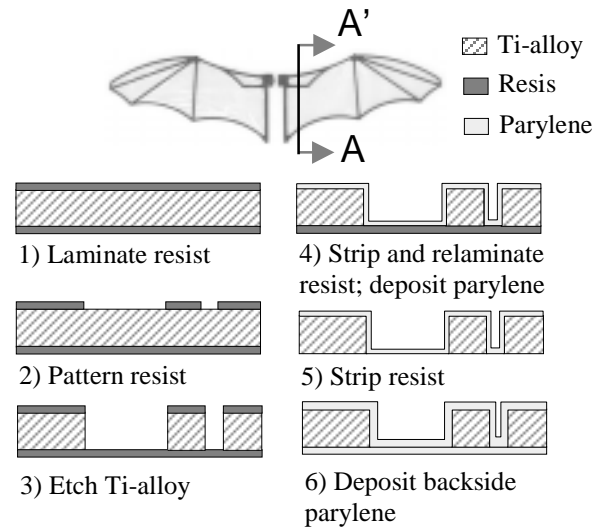 A'
A
Ti-alloy
Resis
Parylene
1) Laminate resist
2) Pattern resist
3) Etch Ti-alloy
4) Strip and relaminate
resist; deposit parylene
5) Strip resist
6) Deposit backside
parylene